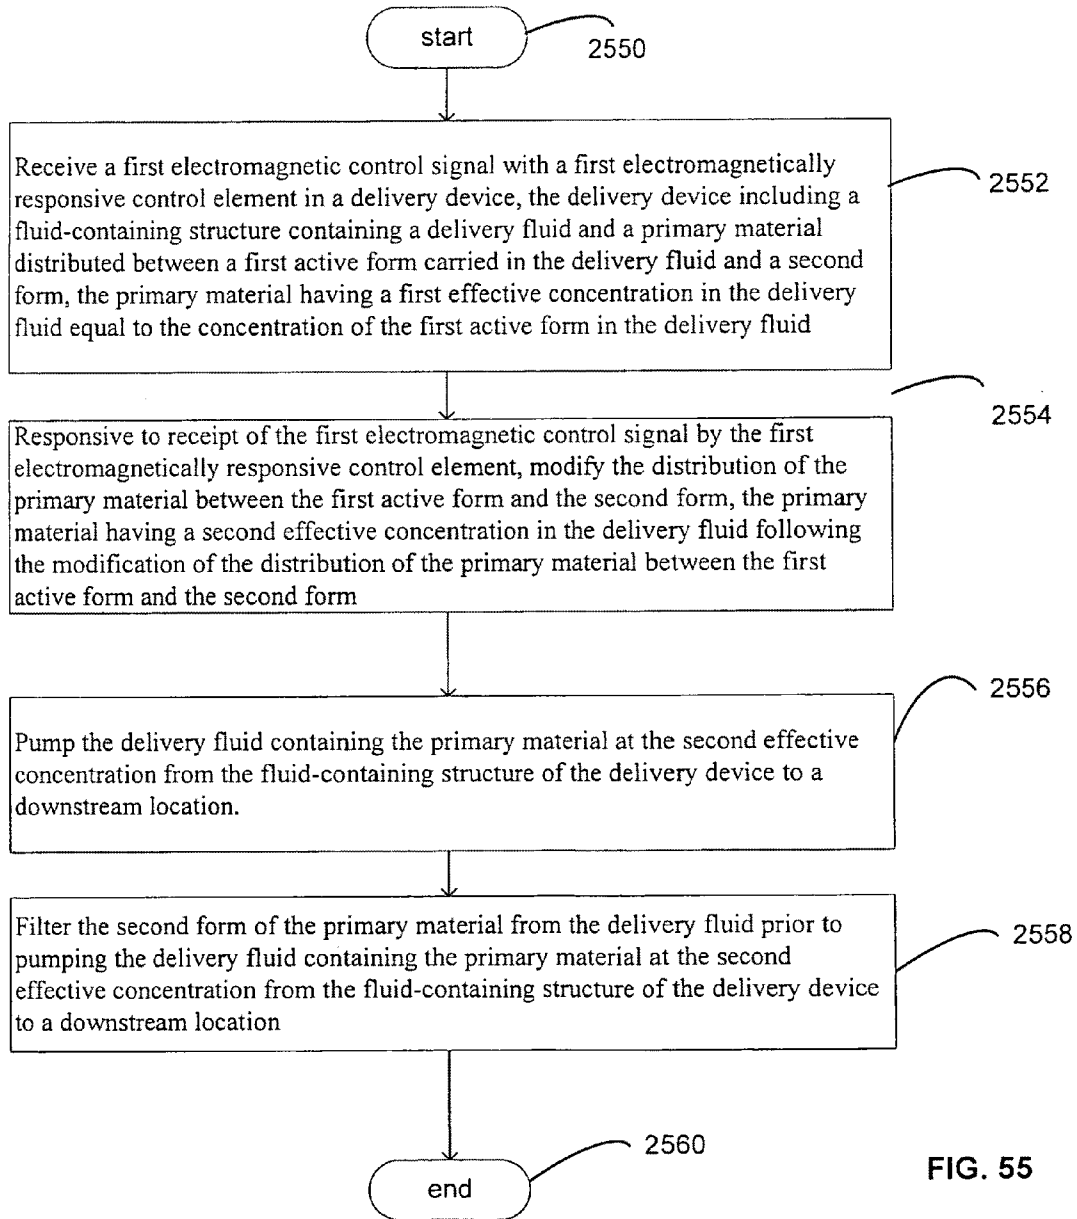 start
2550
Receive a first electromagnetic control signal with a first electromagnetically
responsive control element in a delivery device, the delivery device including a
fluid-containing structure containing a delivery fluid and a primary material
distributed between a first active form carried in the delivery fluid and a second
form, the primary material having a first effective concentration in the delivery
fluid equal to the concentration of the first active form in the delivery fluid
2552
2554
Responsive to receipt of the first electromagnetic control signal by the first
electromagnetically responsive control element, modify the distribution of the
primary material between the first active form and the second form, the primary
material having a second effective concentration in the delivery fluid following
the modification of the distribution of the primary material between the first
active form and the second form
2556
Pump the delivery fluid containing the primary material at the second effective
concentration from the fluid-containing structure of the delivery device to a
downstream location.
Filter the second form of the primary material from the delivery fluid prior to
pumping the delivery fluid containing the primary material at the second
effective concentration from the fluid-containing structure of the delivery device
to a downstream location
2558
2560
end
FIG. 55